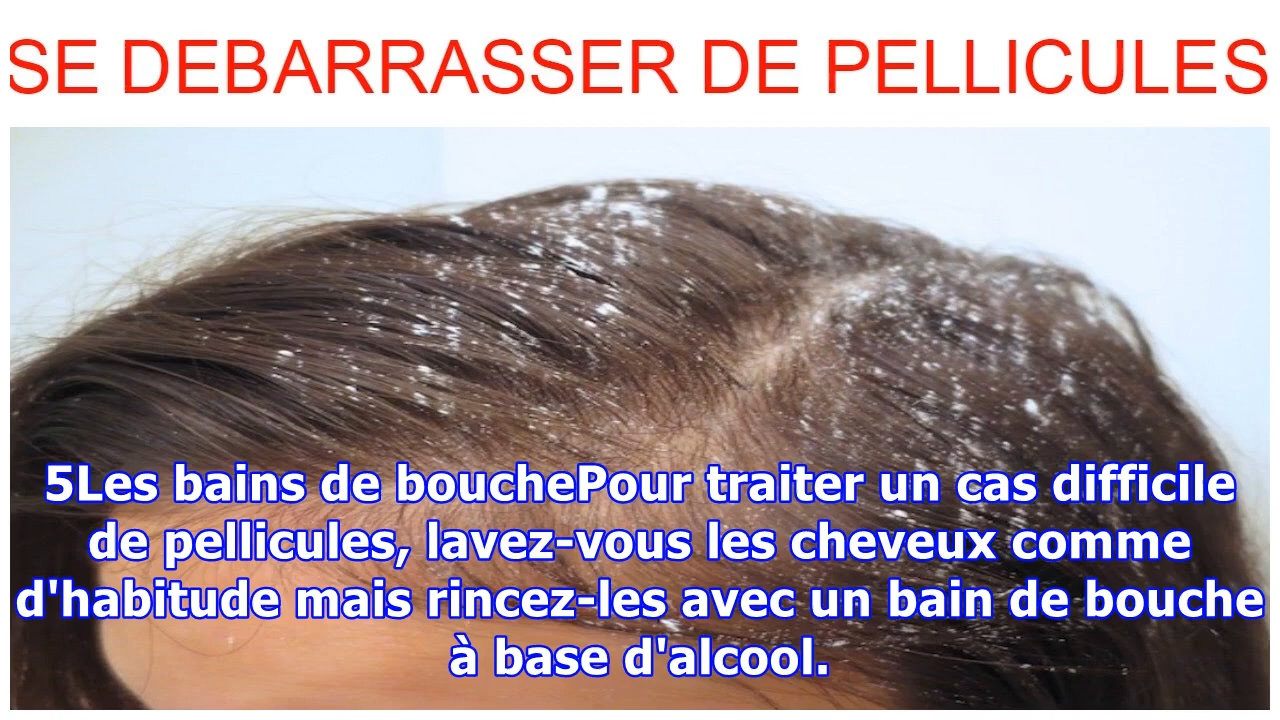 SE DEBARRASSER DE PELLICULES
5Les bains de bouchePour traiter un cas difficile
de pellicules, lavez-vous les cheveux comme
d'habitude mais rincez-les avec un bain de bouche
à base d'alcool.